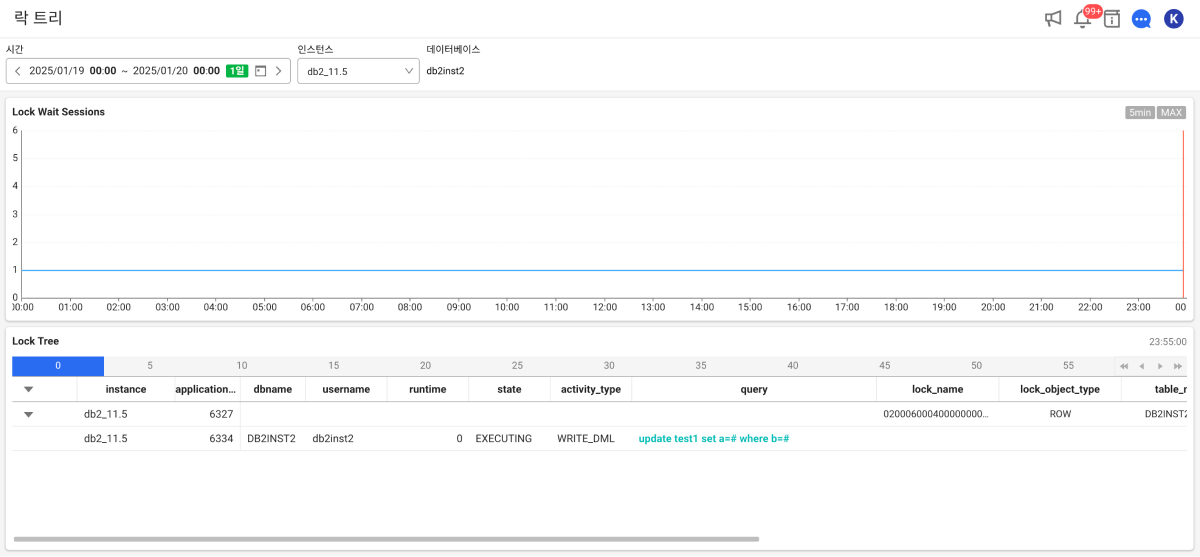 락 트리
99+
K
시간 인스턴스 데이터베이스
2025/01/19 00:00 ~ 2025/01/20 00:00 1일 db2_11.5 db2inst2
Lock Wait Sessions 5min MAX
6
5
4
3
2
1
0
00:00 01:00 02:00 03:00 04:00 05:00 06:00 07:00 08:00 09:00 10:00 11:00 12:00 13:00 14:00 15:00 16:00 17:00 18:00 19:00 20:00 21:00 22:00 23:00 00
Lock Tree 23:55:00
0 5 10 15 20 25 30 35 40 45 50 55
instance application... dbname username runtime state activity_type query lock_name lock_object_type table_r
db2_11.5 6327 020006000400000000... ROW DB2INST2
db2_11.5 6334 DB2INST2 db2inst2 0 EXECUTING WRITE_DML update test1 set a=# where b=#